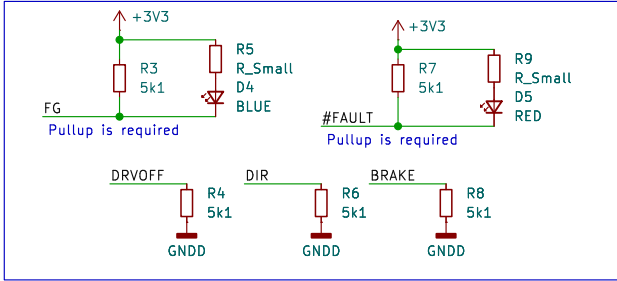 +3V3
R5
R_Small
D4
BLUE
R3
5k1
FG
Pullup is required
+3V3
R9
R_Small
D5
RED
R7
5k1
#FAULT
Pullup is required
DRVOFF
R4
5k1
GNDD
DIR
R6
5k1
GNDD
BRAKE
R8
5k1
GNDD